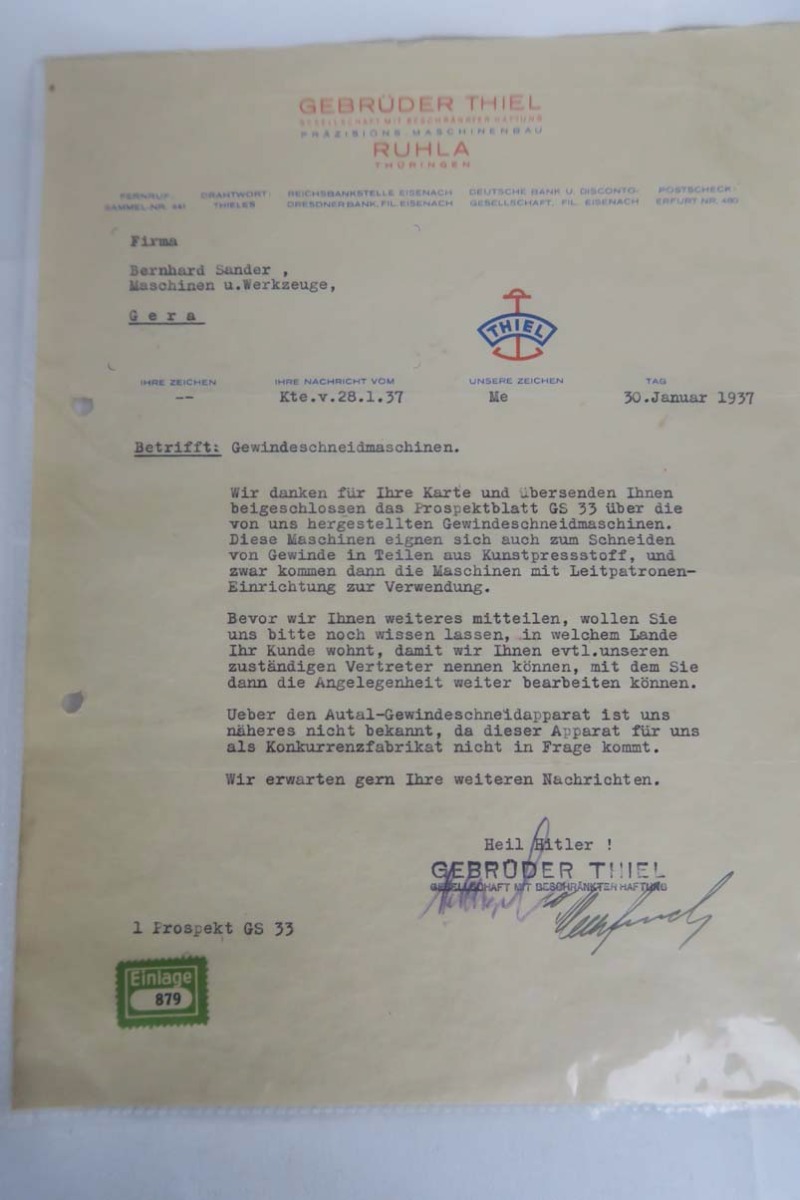 GEBRÜDER THIEL
GESELLSCHAFT MIT BESCHRÄNKTER HAFTUNG
PRÄZISIONS-MASCHINENBAU
RUHLA
THÜRINGEN
FERNRUF: DRAHTWORT: REICHSBANKSTELLE EISENACH DEUTSCHE BANK U. DISCONTO- POSTSCHECK:
SAMMEL-NR. 441 THIELES DRESDNER BANK, FIL. EISENACH GESELLSCHAFT, FIL. EISENACH ERFURT NR.
Firma
Bernhard Sander ,
Maschinen u.Werkzeuge,
G e r a
THIEL
IHRE ZEICHEN IHRE NACHRICHT VOM UNSERE ZEICHEN TAG
-- Kte.v.28.1.37 Me 30.Januar 1937
Betrifft: Gewindeschneidmaschinen.
Wir danken für Ihre Karte und übersenden Ihnen
beigeschlossen das Prospektblatt GS 33 über die
von uns hergestellten Gewindeschneidmaschinen.
Diese Maschinen eignen sich auch zum Schneiden
von Gewinde in Teilen aus Kunstpressstoff, und
zwar kommen dann die Maschinen mit Leitpatronen-
Einrichtung zur Verwendung.
Bevor wir Ihnen weiteres mitteilen, wollen Sie
uns bitte noch wissen lassen, in welchem Lande
Ihr Kunde wohnt, damit wir Ihnen evtl.unseren
zuständigen Vertreter nennen können, mit dem Sie
dann die Angelegenheit weiter bearbeiten können.
Ueber den Autal-Gewindeschneidapparat ist uns
näheres nicht bekannt, da dieser Apparat für uns
als Konkurrenzfabrikat nicht in Frage kommt.
Wir erwarten gern Ihre weiteren Nachrichten.
Heil Hitler !
GEBRÜDER THIEL
GESELLSCHAFT MIT BESCHRÄNKTER HAFTUNG
1 Prospekt GS 33
Einlage
879